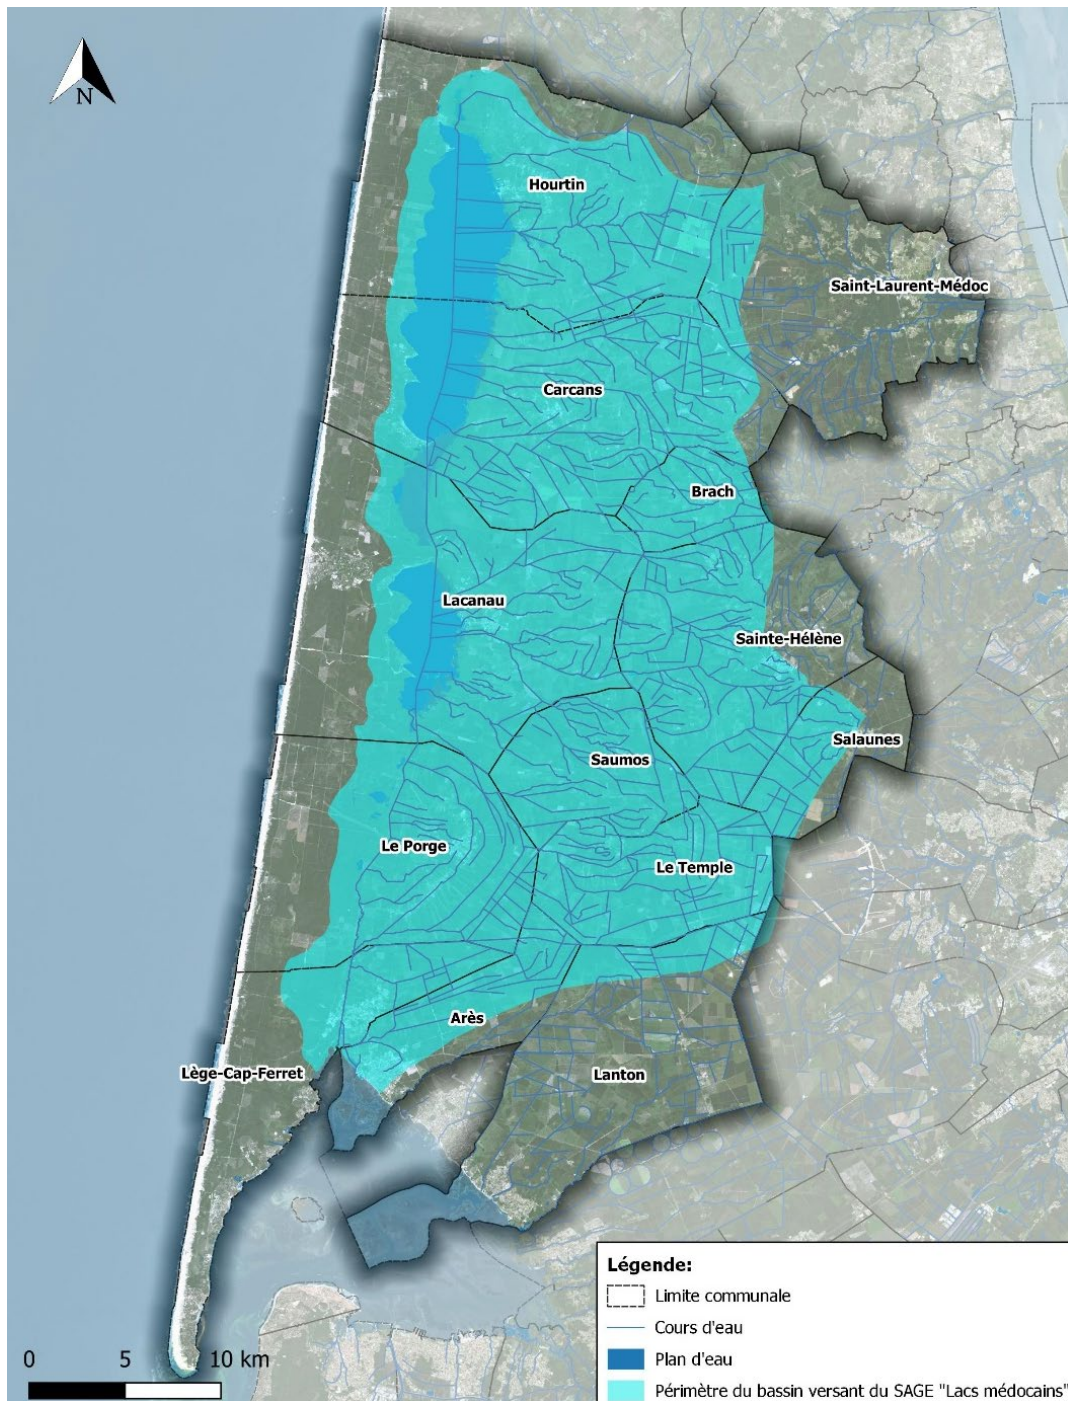 N
Hourtin
Saint-Laurent-Médoc
Carcans
Brach
Lacanau
Sainte-Hélène
Salaunes
Saumos
Le Porge
Le Temple
Arès
Lège-Cap-Ferret
Lanton
Légende:
Limite communale
Cours d'eau
Plan d'eau
Périmètre du bassin versant du SAGE "Lacs médocains"
0 5 10 km